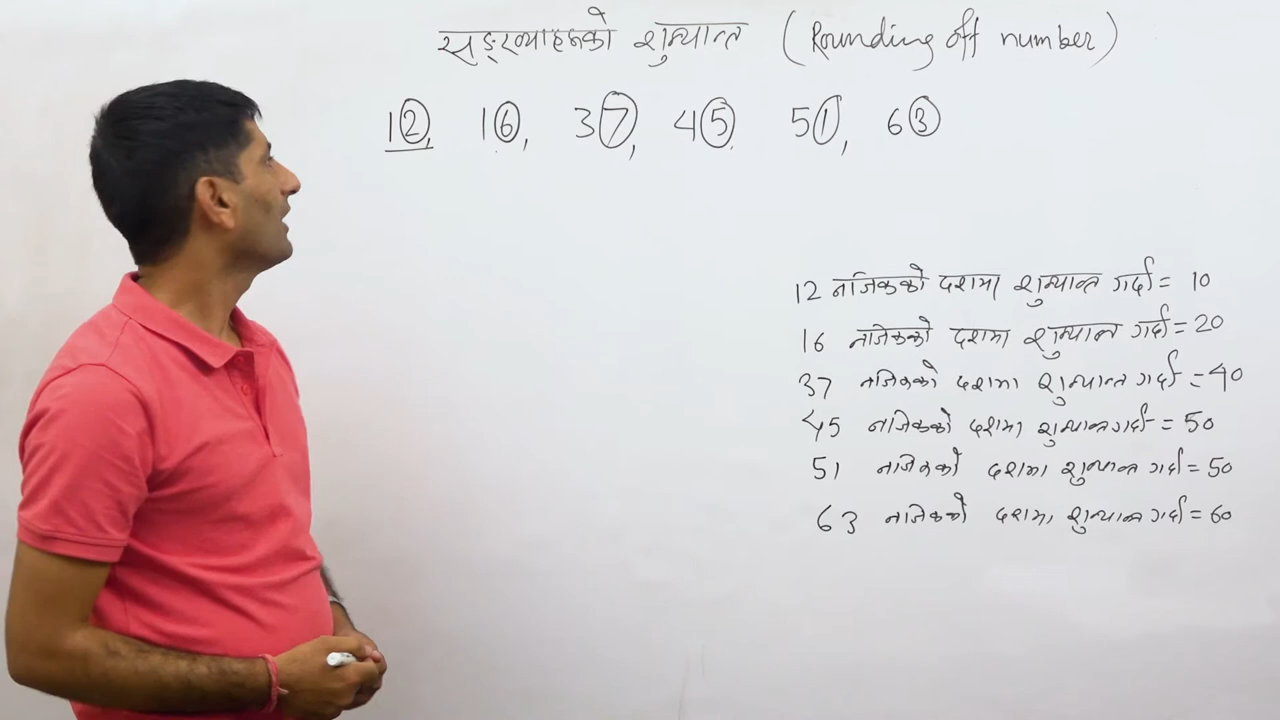 सङ्ख्याहरूको शुन्यान्त (Rounding off number)
12, 16, 37, 45, 51, 63
12 नजिकको दशमा शुन्यान्त गर्दा = 10
16 नजिकको दशमा शुन्यान्त गर्दा = 20
37 नजिकको दशमा शुन्यान्त गर्दा = 40
45 नजिकको दशमा शुन्यान्त गर्दा = 50
51 नजिकको दशमा शुन्यान्त गर्दा = 50
63 नजिकको दशमा शुन्यान्त गर्दा = 60